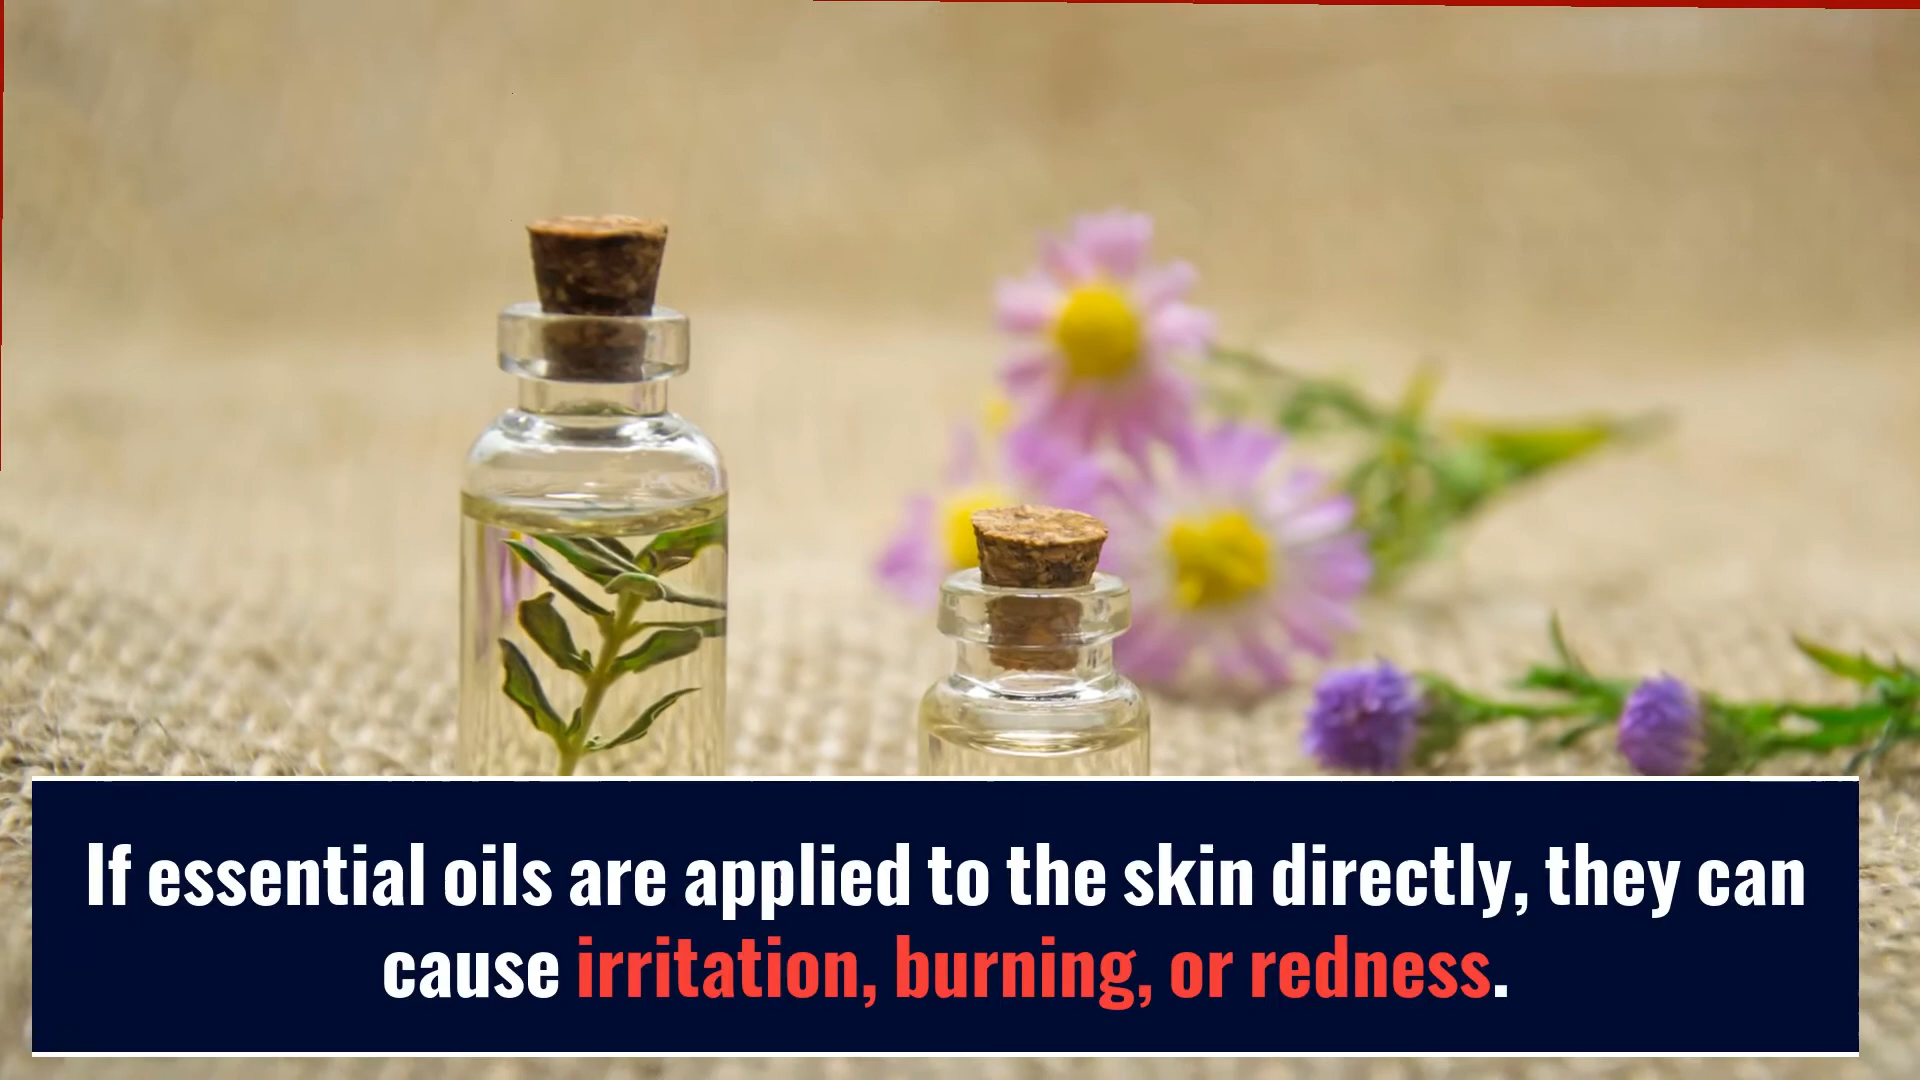 If essential oils are applied to the skin directly, they can
cause irritation, burning, or redness.